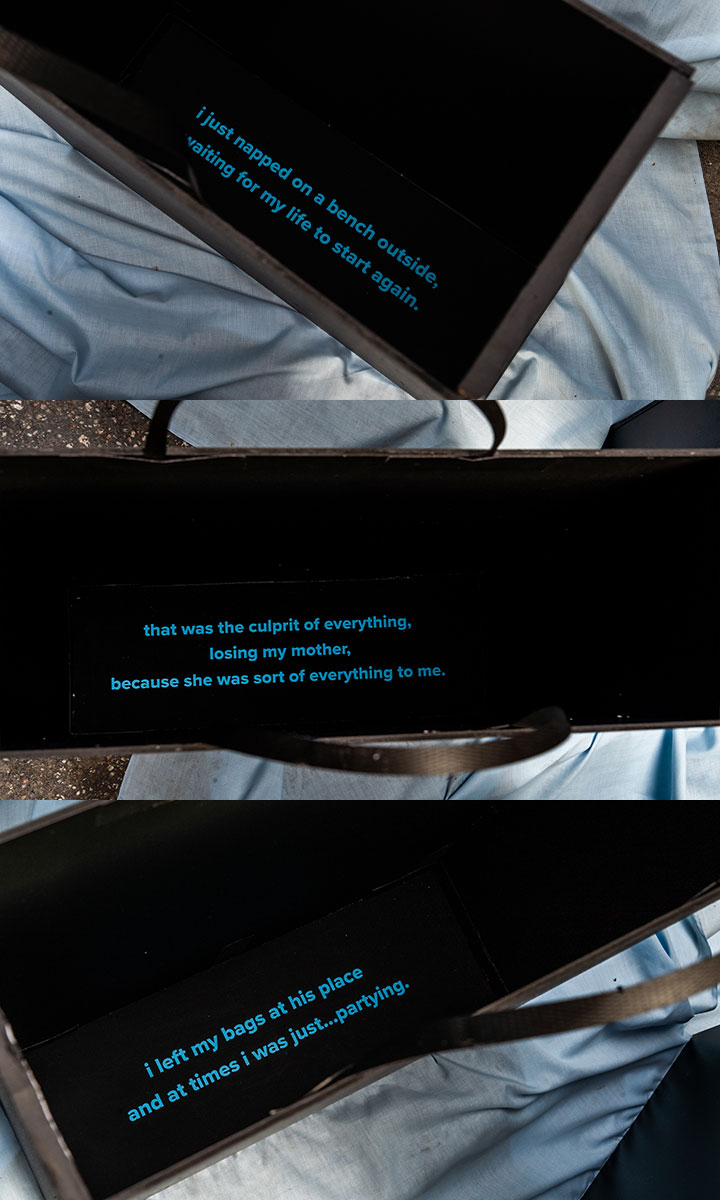 i just napped on a bench outside,
waiting for my life to start again.
that was the culprit of everything,
losing my mother,
because she was sort of everything to me.
i left my bags at his place
and at times i was just...partying.